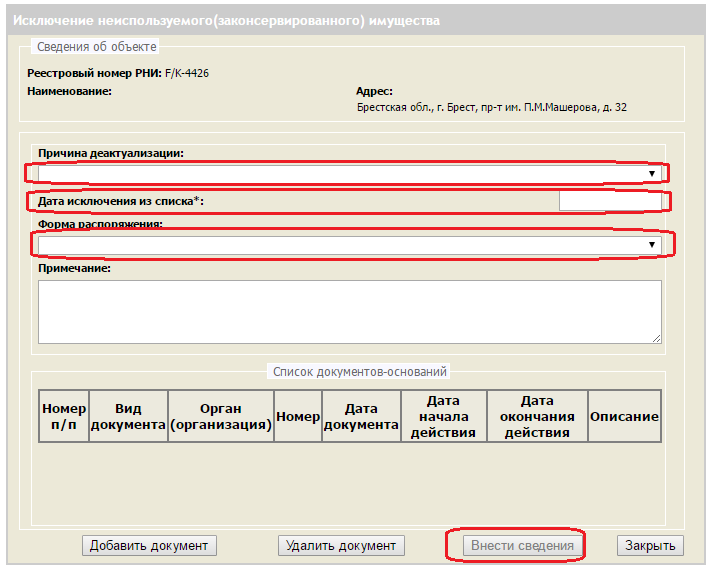 Исключение неиспользуемого(законсервированного) имущества
Сведения об объекте
Реестровый номер РНИ: F/K-4426
Наименование: Адрес:
Брестская обл., г. Брест, пр-т им. П.М.Машерова, д. 32
Причина деактуализации:
Дата исключения из списка*:
Форма распоряжения:
Примечание:
Список документов-оснований
Номер п/п Вид документа Орган (организация) Номер Дата документа Дата начала действия Дата окончания действия Описание
Добавить документ Удалить документ Внести сведения Закрыть